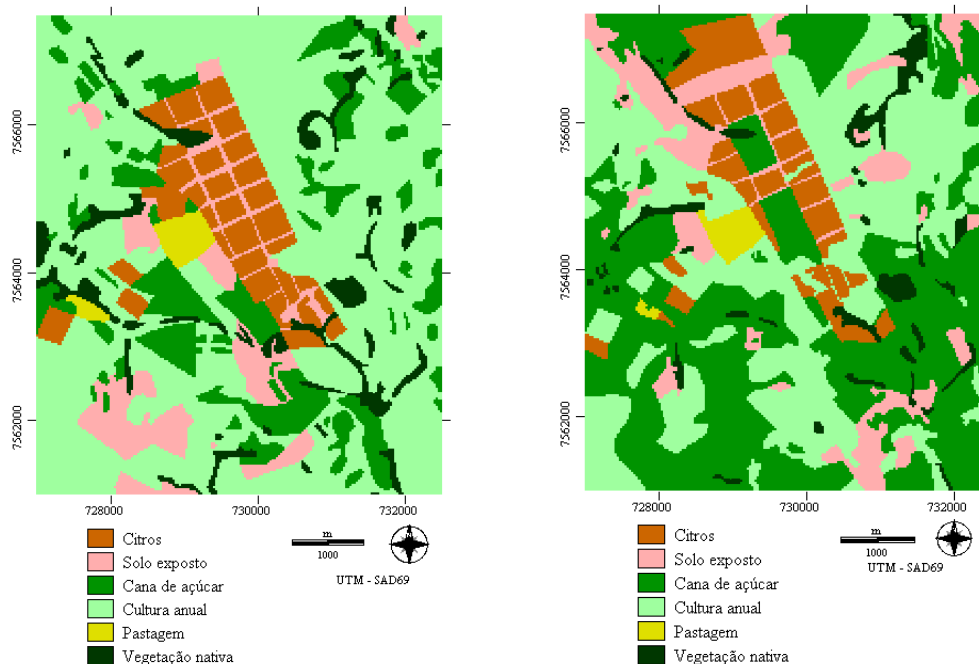 7566000
7564000
7562000
728000
730000
732000
Citros
Solo exposto
Cana de açúcar
Cultura anual
Pastagem
Vegetação nativa
m
1000
UTM - SAD69
7566000
7564000
7562000
728000
730000
732000
Citros
Solo exposto
Cana de açúcar
Cultura anual
Pastagem
Vegetação nativa
m
1000
UTM - SAD69